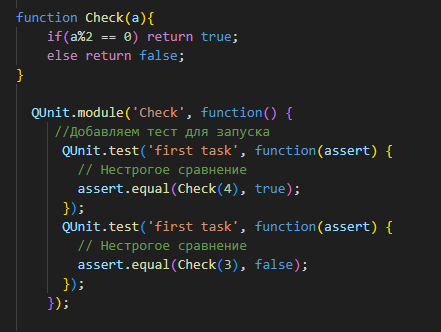 function Check(a){
if(a%2 == 0) return true;
else return false;
}
QUnit.module('Check', function() {
//Добавляем тест для запуска
QUnit.test('first task', function(assert) {
// Нестрогое сравнение
assert.equal(Check(4), true);
});
QUnit.test('first task', function(assert) {
// Нестрогое сравнение
assert.equal(Check(3), false);
});
});